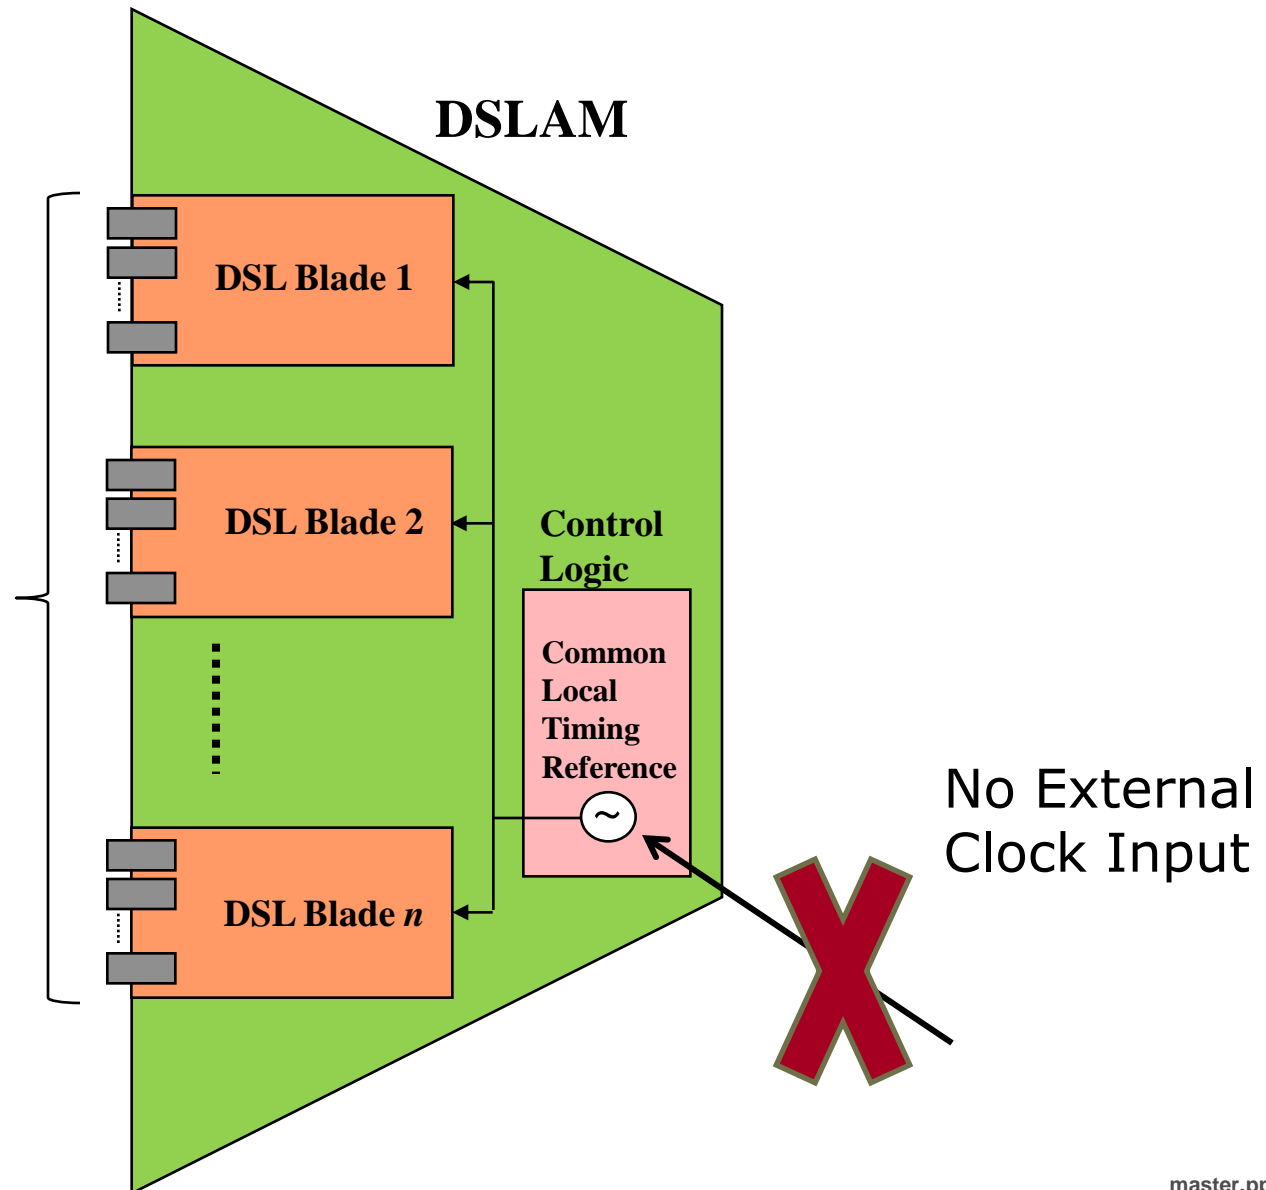 DSLAM
DSL Blade 1
DSL Blade 2
Control
Logic
Common
Local
Timing
Reference
~
No External
Clock Input
DSL Blade n